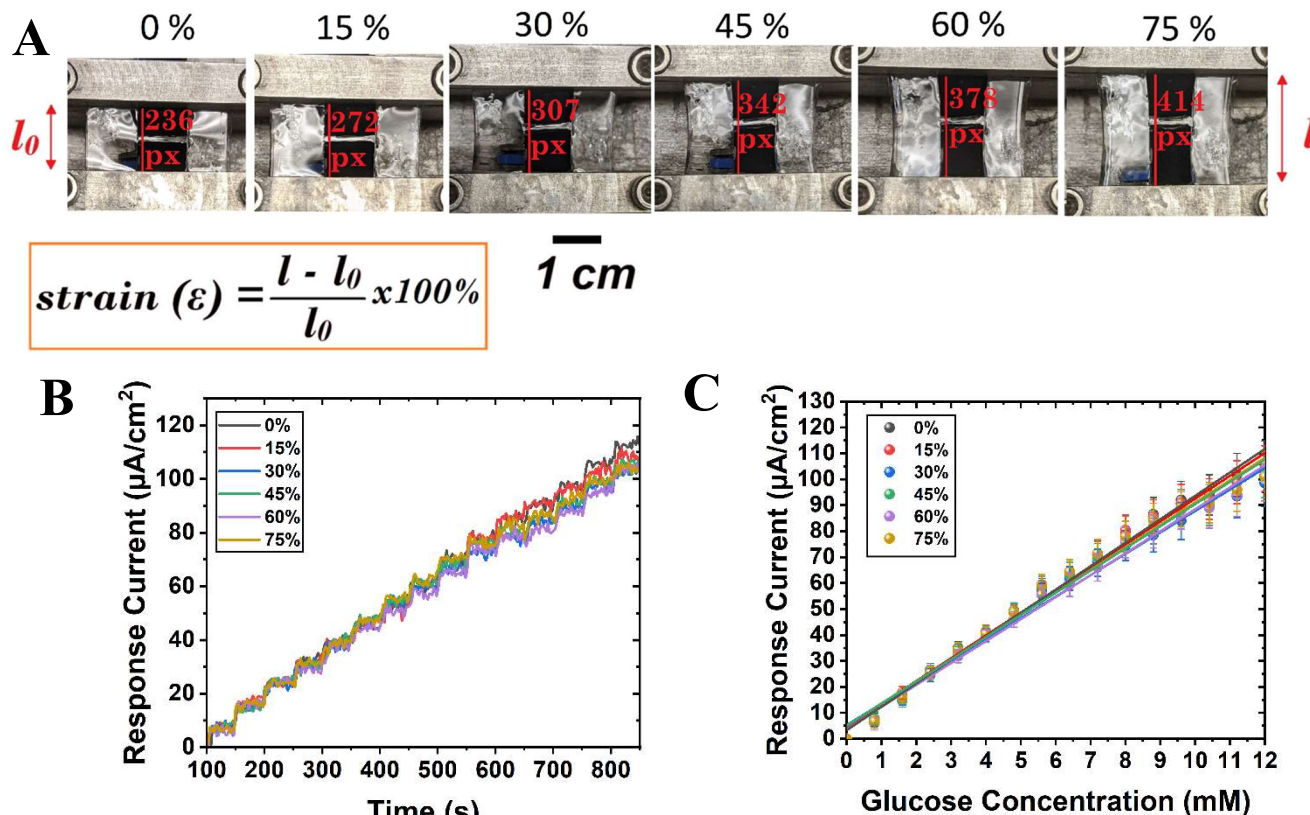 A
0 % 15 % 30 % 45 % 60 % 75 %
l0
236
px
272
px
307
px
342
px
378
px
414
px
l
strain (ε) = l - l0 / l0 x100%
1 cm
B
Response Current (µA/cm²)
120
100
80
60
40
20
0
0%
15%
30%
45%
60%
75%
100 200 300 400 500 600 700 800
Time (s)
C
Response Current (µA/cm²)
130
120
110
100
90
80
70
60
50
40
30
20
10
0
0%
15%
30%
45%
60%
75%
0 1 2 3 4 5 6 7 8 9 10 11 12
Glucose Concentration (mM)